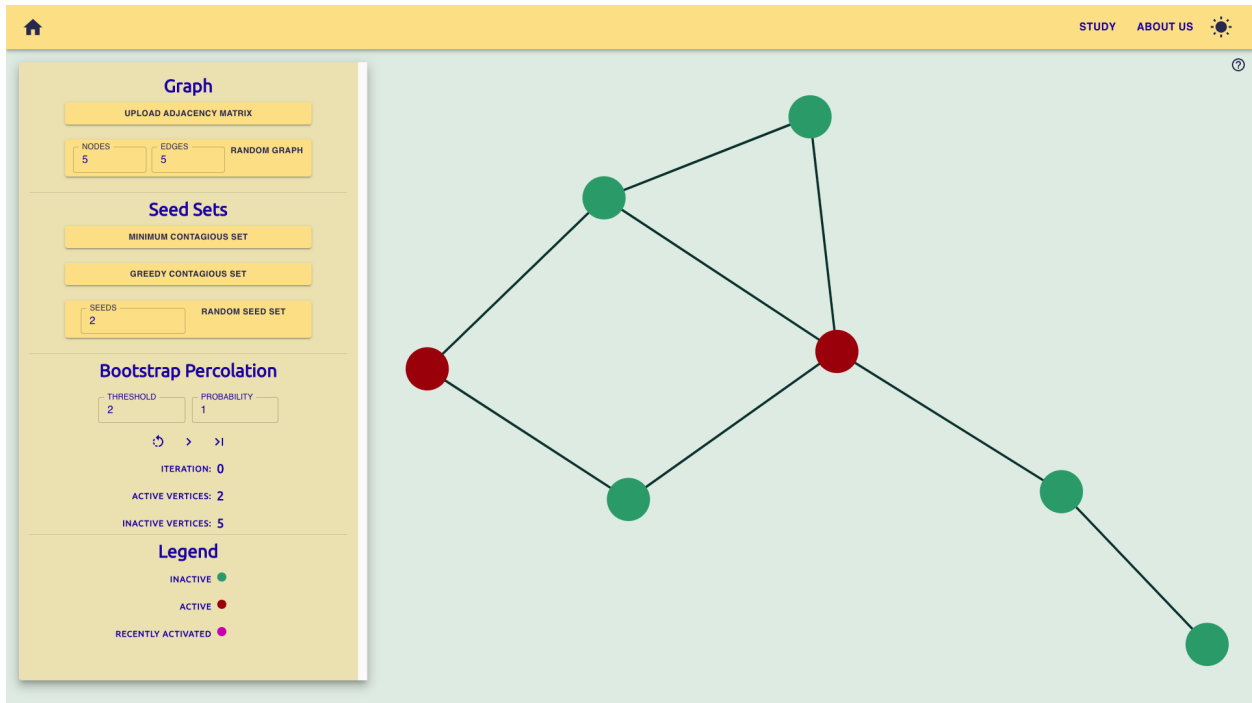 STUDY ABOUT US
Graph
UPLOAD ADJACENCY MATRIX
NODES EDGES
5 5 RANDOM GRAPH
Seed Sets
MINIMUM CONTAGIOUS SET
GREEDY CONTAGIOUS SET
SEEDS
2 RANDOM SEED SET
Bootstrap Percolation
THRESHOLD PROBABILITY
2 1
ITERATION: 0
ACTIVE VERTICES: 2
INACTIVE VERTICES: 5
Legend
INACTIVE
ACTIVE
RECENTLY ACTIVATED